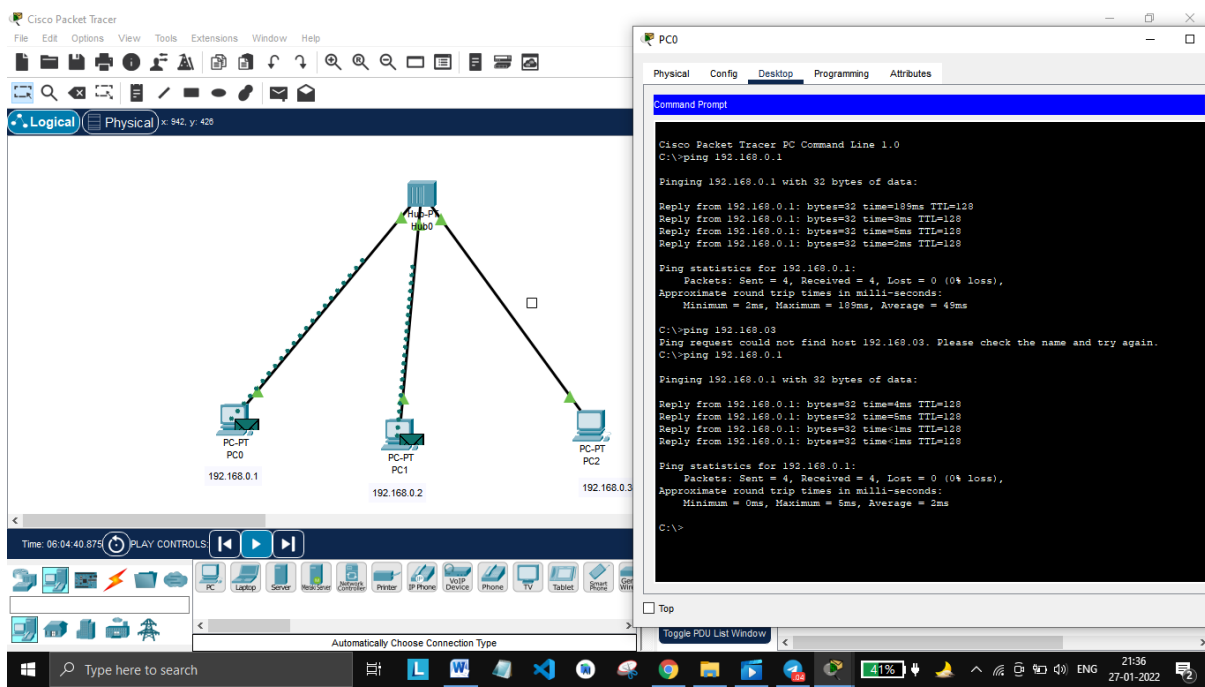 Cisco Packet Tracer
File Edit Options View Tools Extensions Window Help
Logical Physical x: 942, y: 426
Hub-PT
Hub0
PC-PT
PC0
192.168.0.1
PC-PT
PC1
192.168.0.2
PC-PT
PC2
192.168.0.3
Time: 06:04:40.875 PLAY CONTROLS:
PC Laptop Server Meraki Server Network Controller Printer IP Phone VoIP Device Phone TV Tablet Smart Phone
Automatically Choose Connection Type
PC0
Physical Config Desktop Programming Attributes
Command Prompt
Cisco Packet Tracer PC Command Line 1.0
C:\>ping 192.168.0.1
Pinging 192.168.0.1 with 32 bytes of data:
Reply from 192.168.0.1: bytes=32 time=189ms TTL=128
Reply from 192.168.0.1: bytes=32 time=3ms TTL=128
Reply from 192.168.0.1: bytes=32 time=5ms TTL=128
Reply from 192.168.0.1: bytes=32 time=2ms TTL=128
Ping statistics for 192.168.0.1:
Packets: Sent = 4, Received = 4, Lost = 0 (0% loss),
Approximate round trip times in milli-seconds:
Minimum = 2ms, Maximum = 189ms, Average = 49ms
C:\>ping 192.168.03
Ping request could not find host 192.168.03. Please check the name and try again.
C:\>ping 192.168.0.1
Pinging 192.168.0.1 with 32 bytes of data:
Reply from 192.168.0.1: bytes=32 time=4ms TTL=128
Reply from 192.168.0.1: bytes=32 time=5ms TTL=128
Reply from 192.168.0.1: bytes=32 time<1ms TTL=128
Reply from 192.168.0.1: bytes=32 time<1ms TTL=128
Ping statistics for 192.168.0.1:
Packets: Sent = 4, Received = 4, Lost = 0 (0% loss),
Approximate round trip times in milli-seconds:
Minimum = 0ms, Maximum = 5ms, Average = 2ms
C:\>
Top
Toggle PDU List Window
Type here to search
41%
ENG
21:36
27-01-2022